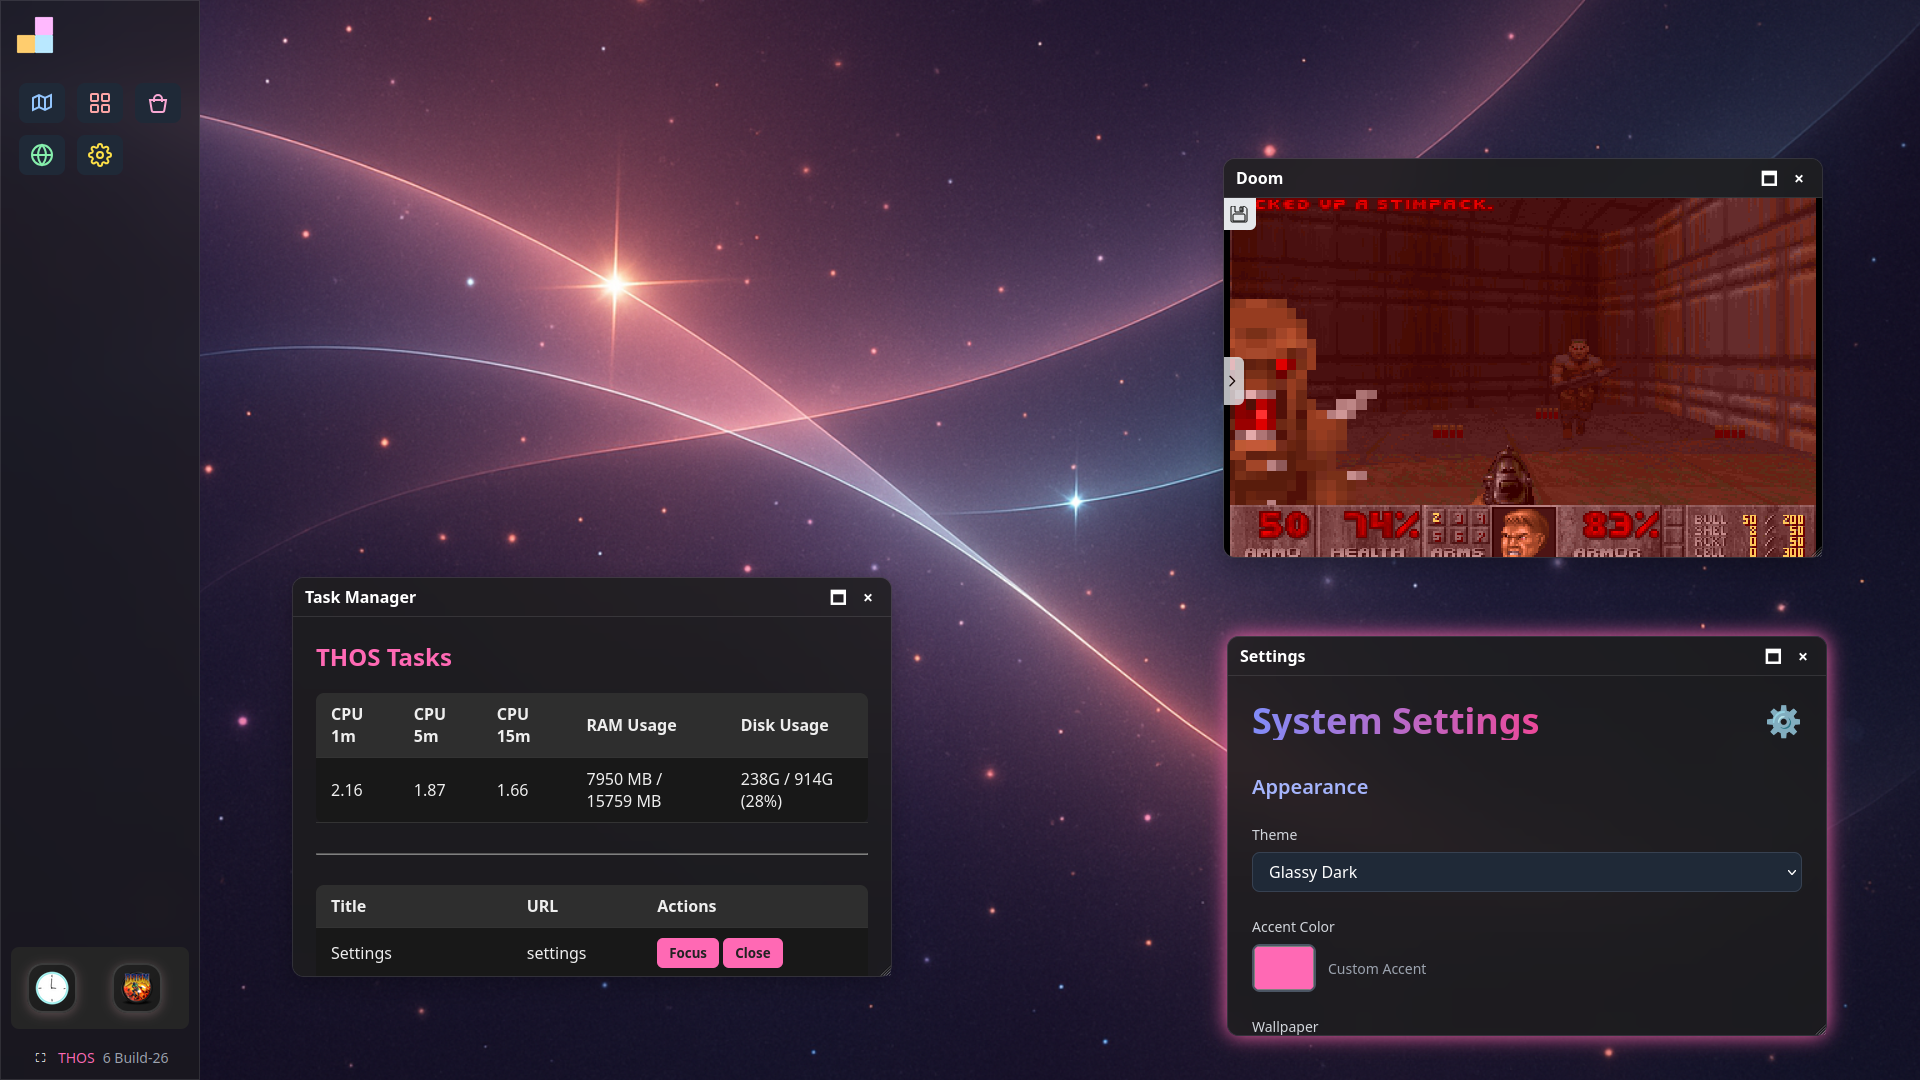 Doom
CKED UP A STIMPACK.
50
74%
2 3 4
5 6 7
83%
BULL 50 / 200
SHEL 8 / 50
RCKT 0 / 50
CELL 0 / 300
AMMO
HEALTH
ARMS
ARMOR
Task Manager
THOS Tasks
CPU 1m
CPU 5m
CPU 15m
RAM Usage
Disk Usage
2.16
1.87
1.66
7950 MB /
15759 MB
238G / 914G
(28%)
Title
URL
Actions
Settings
settings
Focus
Close
Settings
System Settings
Appearance
Theme
Glassy Dark
Accent Color
Custom Accent
Wallpaper
THOS 6 Build-26